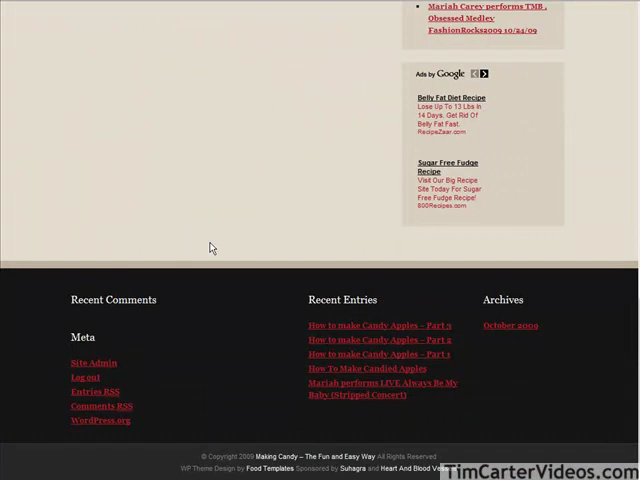 Mariah Carey performs TMB ,
Obsessed Medley
FashionRocks2009 10/24/09
Ads by Google
Belly Fat Diet Recipe
Lose Up To 13 Lbs In
14 Days. Get Rid Of
Belly Fat Fast.
RecipeZaar.com
Sugar Free Fudge
Recipe
Visit Our Big Recipe
Site Today For Sugar
Free Fudge Recipe!
800Recipes.com
Recent Comments
Meta
Site Admin
Log out
Entries RSS
Comments RSS
WordPress.org
Recent Entries
How to make Candy Apples – Part 3
How to make Candy Apples – Part 2
How to make Candy Apples – Part 1
How To Make Candied Apples
Mariah performs LIVE Always Be My
Baby (Stripped Concert)
Archives
October 2009
© Copyright 2009 Making Candy – The Fun and Easy Way All Rights Reserved
WP Theme Design by Food Templates Sponsored by Suhagra and Heart And Blood
TimCarterVideos.com